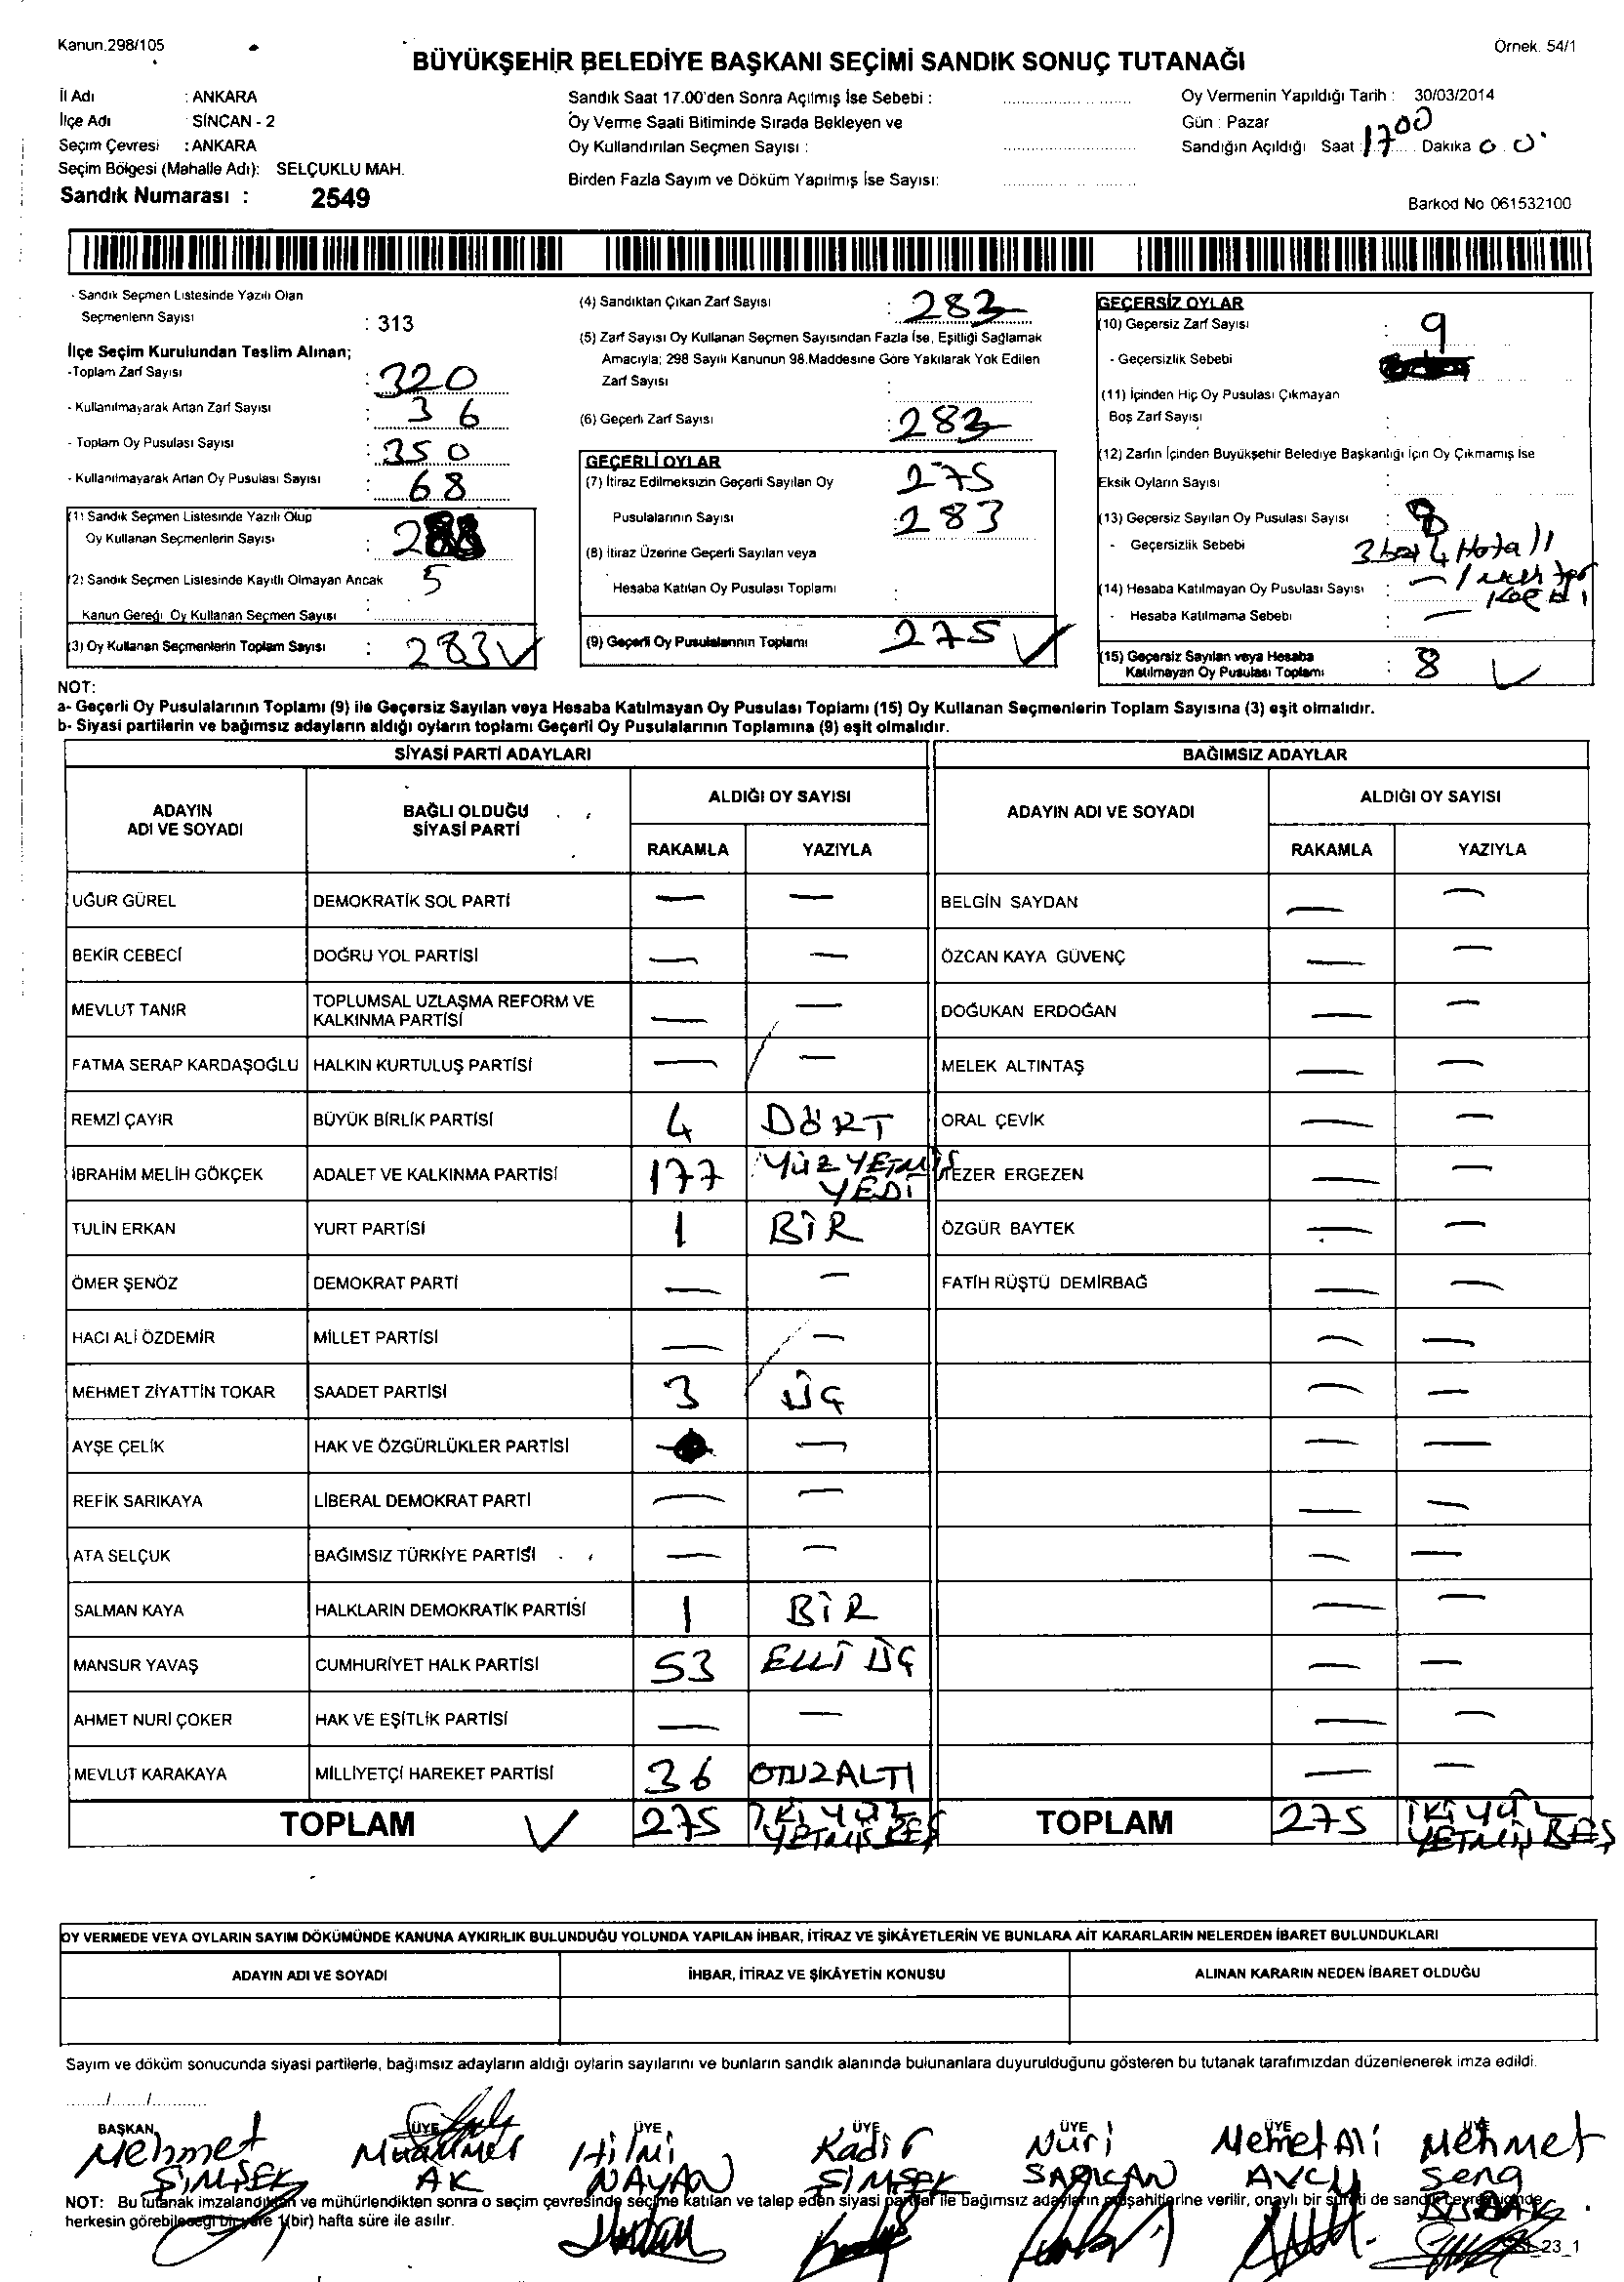 Kanun.298/105
Örnek. 54/1
BÜYÜKŞEHİR BELEDİYE BAŞKANI SEÇİMİ SANDIK SONUÇ TUTANAĞI
İl Adı : ANKARA
İlçe Adı SİNCAN - 2
Seçim Çevresi : ANKARA
Seçim Bölgesi (Mahalle Adı): SELÇUKLU MAH.
Sandık Numarası : 2549
Sandık Saat 17.00'den Sonra Açılmış İse Sebebi :
Oy Verme Saati Bitiminde Sırada Bekleyen ve
Oy Kullandırılan Seçmen Sayısı :
Birden Fazla Sayım ve Döküm Yapılmış İse Sayısı:
Oy Vermenin Yapıldığı Tarih : 30/03/2014
Gün : Pazar
Sandığın Açıldığı Saat : 1700 Dakika 0.0
Barkod No 061532100
- Sandık Seçmen Listesinde Yazılı Olan
Seçmenlerin Sayısı : 313
İlçe Seçim Kurulundan Teslim Alınan;
-Toplam Zarf Sayısı : 320
- Kullanılmayarak Artan Zarf Sayısı : 36
- Toplam Oy Pusulası Sayısı : 350
- Kullanılmayarak Artan Oy Pusulası Sayısı : 68
(1) Sandık Seçmen Listesinde Yazılı Olup
Oy Kullanan Seçmenlerin Sayısı :
(2) Sandık Seçmen Listesinde Kayıtlı Olmayan Ancak : 5
Kanun Gereği Oy Kullanan Seçmen Sayısı
(3) Oy Kullanan Seçmenlerin Toplam Sayısı : 283
(4) Sandıktan Çıkan Zarf Sayısı : 283
(5) Zarf Sayısı Oy Kullanan Seçmen Sayısından Fazla İse, Eşitliği Sağlamak
Amacıyla; 298 Sayılı Kanunun 98.Maddesine Göre Yakılarak Yok Edilen
Zarf Sayısı :
(6) Geçerli Zarf Sayısı : 283
GEÇERLİ OYLAR
(7) İtiraz Edilmeksizin Geçerli Sayılan Oy 275
Pusulalarının Sayısı : 283
(8) İtiraz Üzerine Geçerli Sayılan veya
Hesaba Katılan Oy Pusulası Toplamı :
(9) Geçerli Oy Pusulalarının Toplamı 275
GEÇERSİZ OYLAR
(10) Geçersiz Zarf Sayısı : 9
- Geçersizlik Sebebi
(11) İçinden Hiç Oy Pusulası Çıkmayan
Boş Zarf Sayısı :
(12) Zarfın İçinden Büyükşehir Belediye Başkanlığı İçin Oy Çıkmamış İse
Eksik Oyların Sayısı :
(13) Geçersiz Sayılan Oy Pusulası Sayısı : 8
- Geçersizlik Sebebi 3 4 Hatalı
(14) Hesaba Katılmayan Oy Pusulası Sayısı : —
- Hesaba Katılmama Sebebi —
(15) Geçersiz Sayılan veya Hesaba
Katılmayan Oy Pusulası Toplamı : 8
NOT:
a- Geçerli Oy Pusulalarının Toplamı (9) ile Geçersiz Sayılan veya Hesaba Katılmayan Oy Pusulası Toplamı (15) Oy Kullanan Seçmenlerin Toplam Sayısına (3) eşit olmalıdır.
b- Siyasi partilerin ve bağımsız adayların aldığı oyların toplamı Geçerli Oy Pusulalarının Toplamına (9) eşit olmalıdır.
SİYASİ PARTİ ADAYLARI BAĞIMSIZ ADAYLAR
ADAYIN ADI VE SOYADI BAĞLI OLDUĞU SİYASİ PARTİ ALDIĞI OY SAYISI ADAYIN ADI VE SOYADI ALDIĞI OY SAYISI
RAKAMLA YAZIYLA RAKAMLA YAZIYLA
UĞUR GÜREL DEMOKRATİK SOL PARTİ — — BELGİN SAYDAN — —
BEKİR CEBECİ DOĞRU YOL PARTİSİ — — ÖZCAN KAYA GÜVENÇ — —
MEVLUT TANIR TOPLUMSAL UZLAŞMA REFORM VE KALKINMA PARTİSİ — — DOĞUKAN ERDOĞAN — —
FATMA SERAP KARDAŞOĞLU HALKIN KURTULUŞ PARTİSİ — — MELEK ALTINTAŞ — —
REMZİ ÇAYIR BÜYÜK BİRLİK PARTİSİ 4 DÖRT ORAL ÇEVİK — —
İBRAHİM MELİH GÖKÇEK ADALET VE KALKINMA PARTİSİ 177 YÜZ YETMİŞ YEDİ TEZER ERGEZEN — —
TULİN ERKAN YURT PARTİSİ 1 BİR ÖZGÜR BAYTEK — —
ÖMER ŞENÖZ DEMOKRAT PARTİ — — FATİH RÜŞTÜ DEMİRBAĞ — —
HACI ALİ ÖZDEMİR MİLLET PARTİSİ — — — —
MEHMET ZİYATTİN TOKAR SAADET PARTİSİ 3 ÜÇ — —
AYŞE ÇELİK HAK VE ÖZGÜRLÜKLER PARTİSİ — — —
REFİK SARIKAYA LİBERAL DEMOKRAT PARTİ — — — —
ATA SELÇUK BAĞIMSIZ TÜRKİYE PARTİSİ — — — —
SALMAN KAYA HALKLARIN DEMOKRATİK PARTİSİ 1 BİR — —
MANSUR YAVAŞ CUMHURİYET HALK PARTİSİ 53 ELLİ ÜÇ — —
AHMET NURİ ÇOKER HAK VE EŞİTLİK PARTİSİ — — — —
MEVLUT KARAKAYA MİLLİYETÇİ HAREKET PARTİSİ 36 OTUZALTI — —
TOPLAM 275 İKİ YÜZ YETMİŞ BEŞ TOPLAM 275 İKİ YÜZ YETMİŞ BEŞ
OY VERMEDE VEYA OYLARIN SAYIM DÖKÜMÜNDE KANUNA AYKIRILIK BULUNDUĞU YOLUNDA YAPILAN İHBAR, İTİRAZ VE ŞİKÂYETLERİN VE BUNLARA AİT KARARLARIN NELERDEN İBARET BULUNDUKLARI
ADAYIN ADI VE SOYADI İHBAR, İTİRAZ VE ŞİKÂYETİN KONUSU ALINAN KARARIN NEDEN İBARET OLDUĞU
Sayım ve döküm sonucunda siyasi partilerle, bağımsız adayların aldığı oyların sayılarını ve bunların sandık alanında bulunanlara duyurulduğunu gösteren bu tutanak tarafımızdan düzenlenerek imza edildi.
....../....../............
BAŞKAN ÜYE ÜYE ÜYE ÜYE ÜYE ÜYE
Mehmet Muammer Hilmi Kadir Nuri Mehmet Ali Mehmet
ŞİMŞEK AK NAYAN ŞİMŞEK SARICAN AVCU
NOT: Bu tutanak imzalandıktan ve mühürlendikten sonra o seçim çevresinde seçime katılan ve talep eden siyasi partiler ile bağımsız adayların müşahitlerine verilir, onaylı bir sureti de sandık çevresi içinde
herkesin görebileceği bir yere 1(bir) hafta süre ile asılır.
23_1